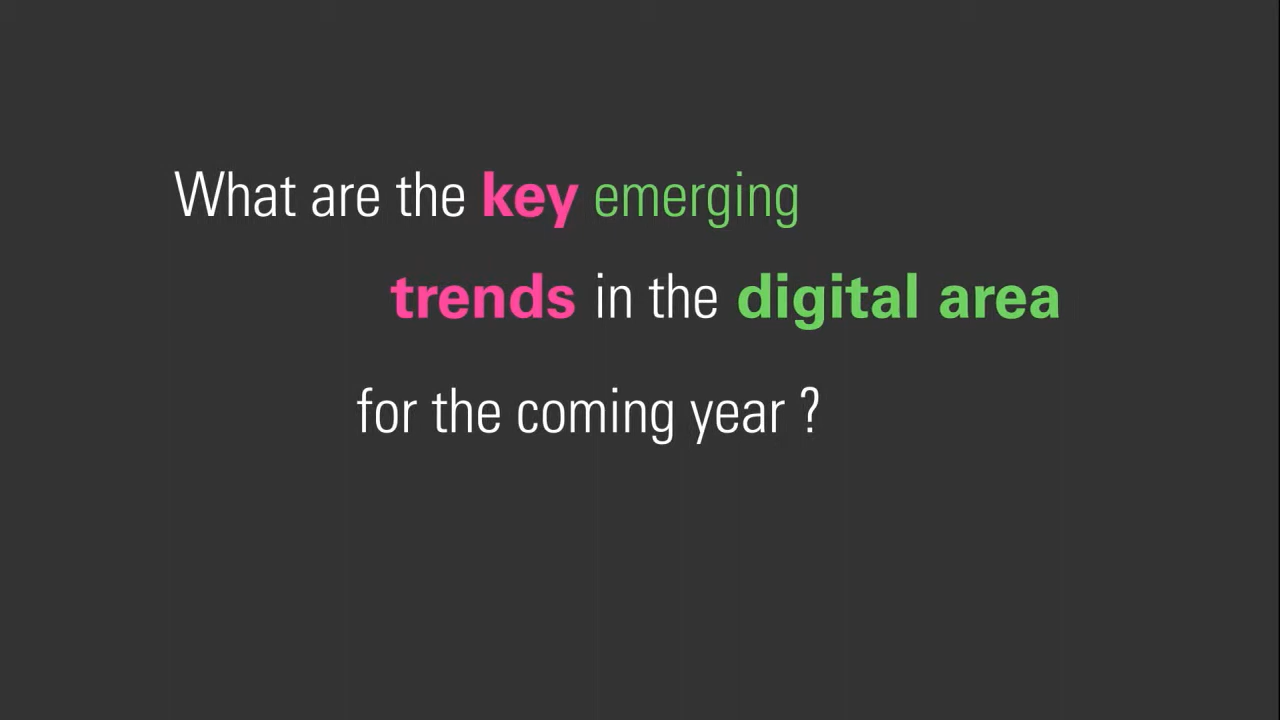 What are the key emerging
trends in the digital area
for the coming year ?